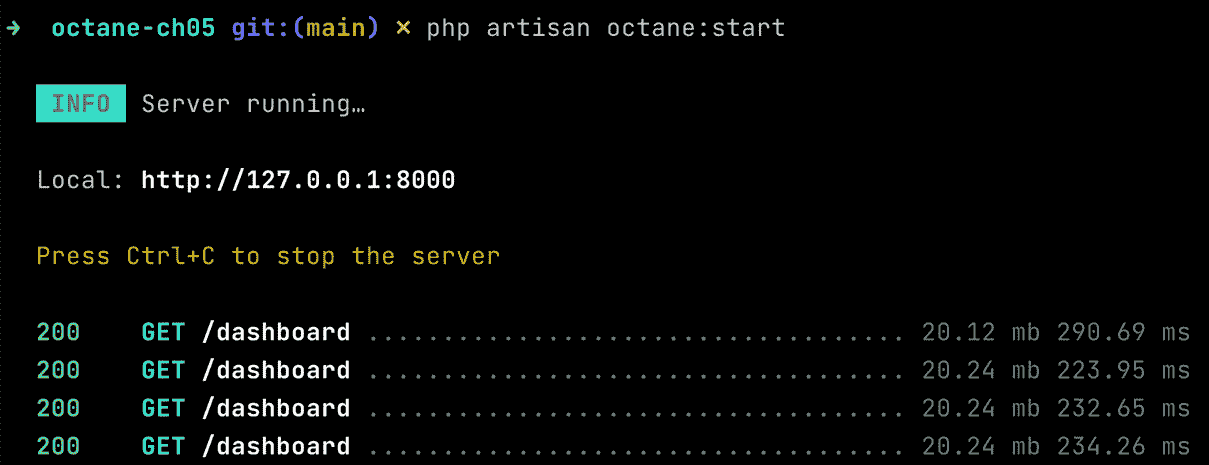 ➜ octane-ch05 git:(main) ✗ php artisan octane:start
INFO Server running…
Local: http://127.0.0.1:8000
Press Ctrl+C to stop the server
200 GET /dashboard .................................... 20.12 mb 290.69 ms
200 GET /dashboard .................................... 20.24 mb 223.95 ms
200 GET /dashboard .................................... 20.24 mb 232.65 ms
200 GET /dashboard .................................... 20.24 mb 234.26 ms